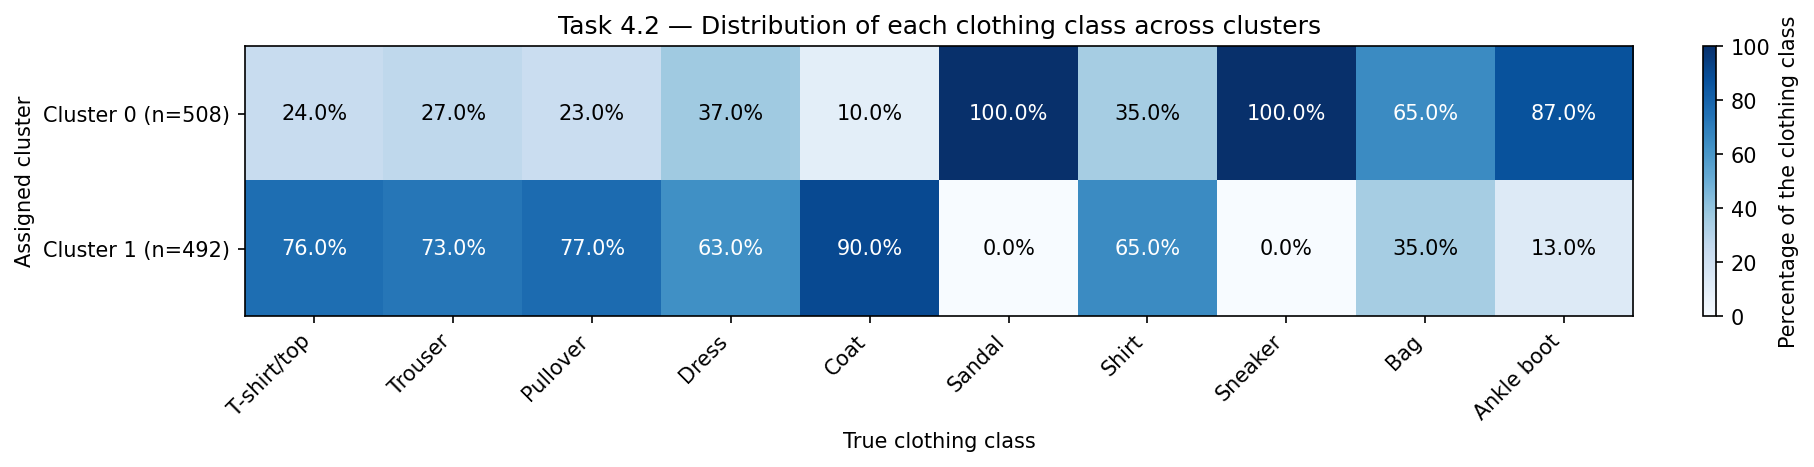 Task 4.2 — Distribution of each clothing class across clusters
Assigned cluster
Cluster 0 (n=508)
24.0% 27.0% 23.0% 37.0% 10.0% 100.0% 35.0% 100.0% 65.0% 87.0%
Cluster 1 (n=492)
76.0% 73.0% 77.0% 63.0% 90.0% 0.0% 65.0% 0.0% 35.0% 13.0%
T-shirt/top
Trouser
Pullover
Dress
Coat
Sandal
Shirt
Sneaker
Bag
Ankle boot
True clothing class
100
80
60
40
20
0
Percentage of the clothing class